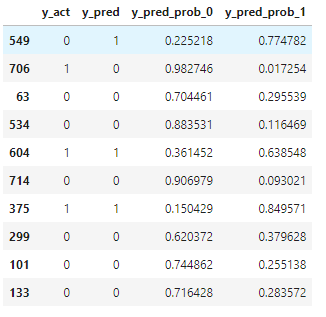 y_act y_pred y_pred_prob_0 y_pred_prob_1
549 0 1 0.225218 0.774782
706 1 0 0.982746 0.017254
63 0 0 0.704461 0.295539
534 0 0 0.883531 0.116469
604 1 1 0.361452 0.638548
714 0 0 0.906979 0.093021
375 1 1 0.150429 0.849571
299 0 0 0.620372 0.379628
101 0 0 0.744862 0.255138
133 0 0 0.716428 0.283572